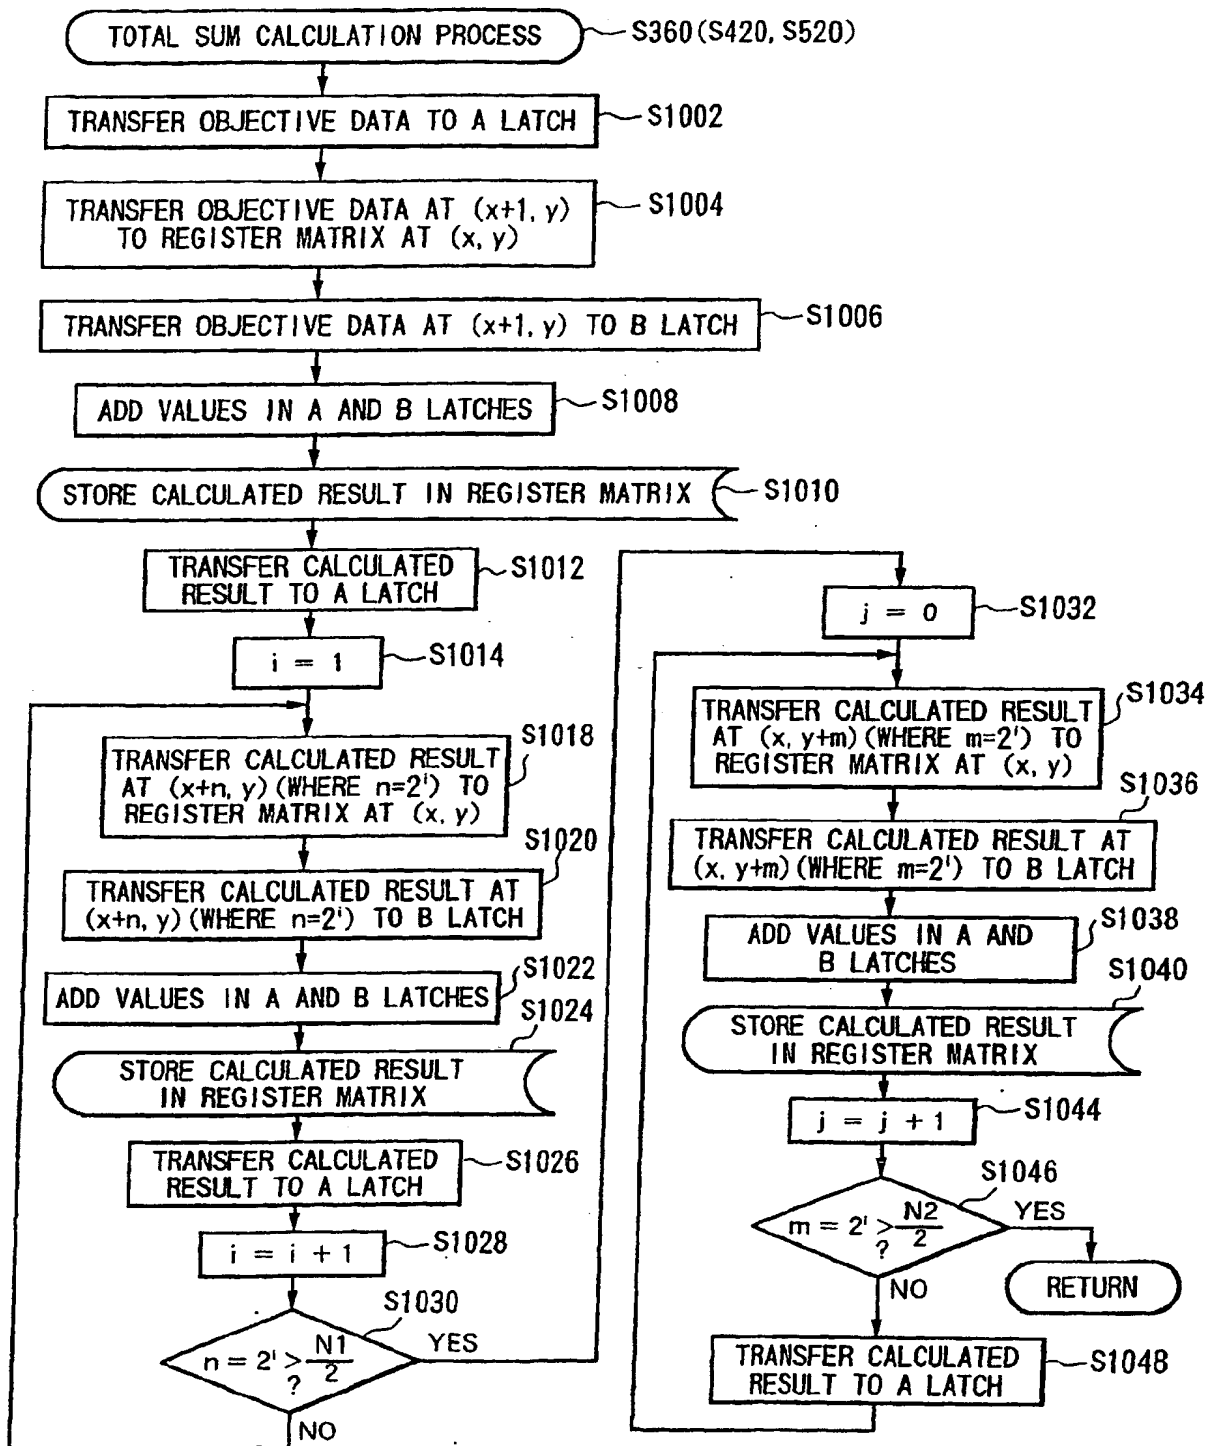 TOTAL SUM CALCULATION PROCESS
S360(S420, S520)
TRANSFER OBJECTIVE DATA TO A LATCH
S1002
TRANSFER OBJECTIVE DATA AT (x+1, y)
TO REGISTER MATRIX AT (x, y)
S1004
TRANSFER OBJECTIVE DATA AT (x+1, y) TO B LATCH
S1006
ADD VALUES IN A AND B LATCHES
S1008
STORE CALCULATED RESULT IN REGISTER MATRIX
S1010
TRANSFER CALCULATED
RESULT TO A LATCH
S1012
i = 1
S1014
TRANSFER CALCULATED RESULT
AT (x+n, y) (WHERE n=2ⁱ) TO
REGISTER MATRIX AT (x, y)
S1018
TRANSFER CALCULATED RESULT AT
(x+n, y) (WHERE n=2ⁱ) TO B LATCH
S1020
ADD VALUES IN A AND B LATCHES
S1022
STORE CALCULATED RESULT
IN REGISTER MATRIX
S1024
TRANSFER CALCULATED
RESULT TO A LATCH
S1026
i = i + 1
S1028
n = 2ⁱ > N1/2
?
S1030
YES
NO
j = 0
S1032
TRANSFER CALCULATED RESULT
AT (x, y+m) (WHERE m=2ⁱ) TO
REGISTER MATRIX AT (x, y)
S1034
TRANSFER CALCULATED RESULT AT
(x, y+m) (WHERE m=2ⁱ) TO B LATCH
S1036
ADD VALUES IN A AND
B LATCHES
S1038
STORE CALCULATED RESULT
IN REGISTER MATRIX
S1040
j = j + 1
S1044
m = 2ⁱ > N2/2
?
S1046
YES
RETURN
NO
TRANSFER CALCULATED
RESULT TO A LATCH
S1048